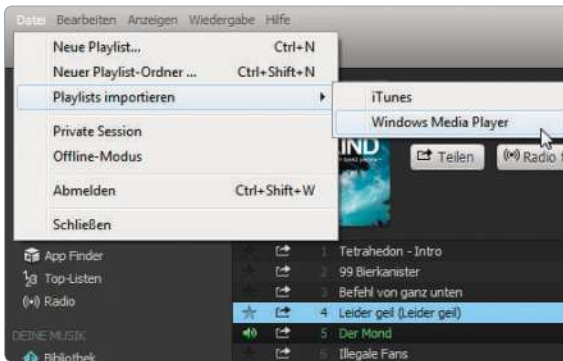 Datei Bearbeiten Anzeigen Wiedergabe Hilfe
Neue Playlist... Ctrl+N
Neuer Playlist-Ordner ... Ctrl+Shift+N
Playlists importieren
iTunes
Windows Media Player
Private Session
Offline-Modus
Abmelden Ctrl+Shift+W
Schließen
Teilen
Radio
App Finder
Top-Listen
Radio
DEINE MUSIK
Bibliothek
1 Tetrahedon - Intro
2 99 Bierkanister
3 Befehl von ganz unten
4 Leider geil (Leider geil)
5 Der Mond
6 Illegale Fans